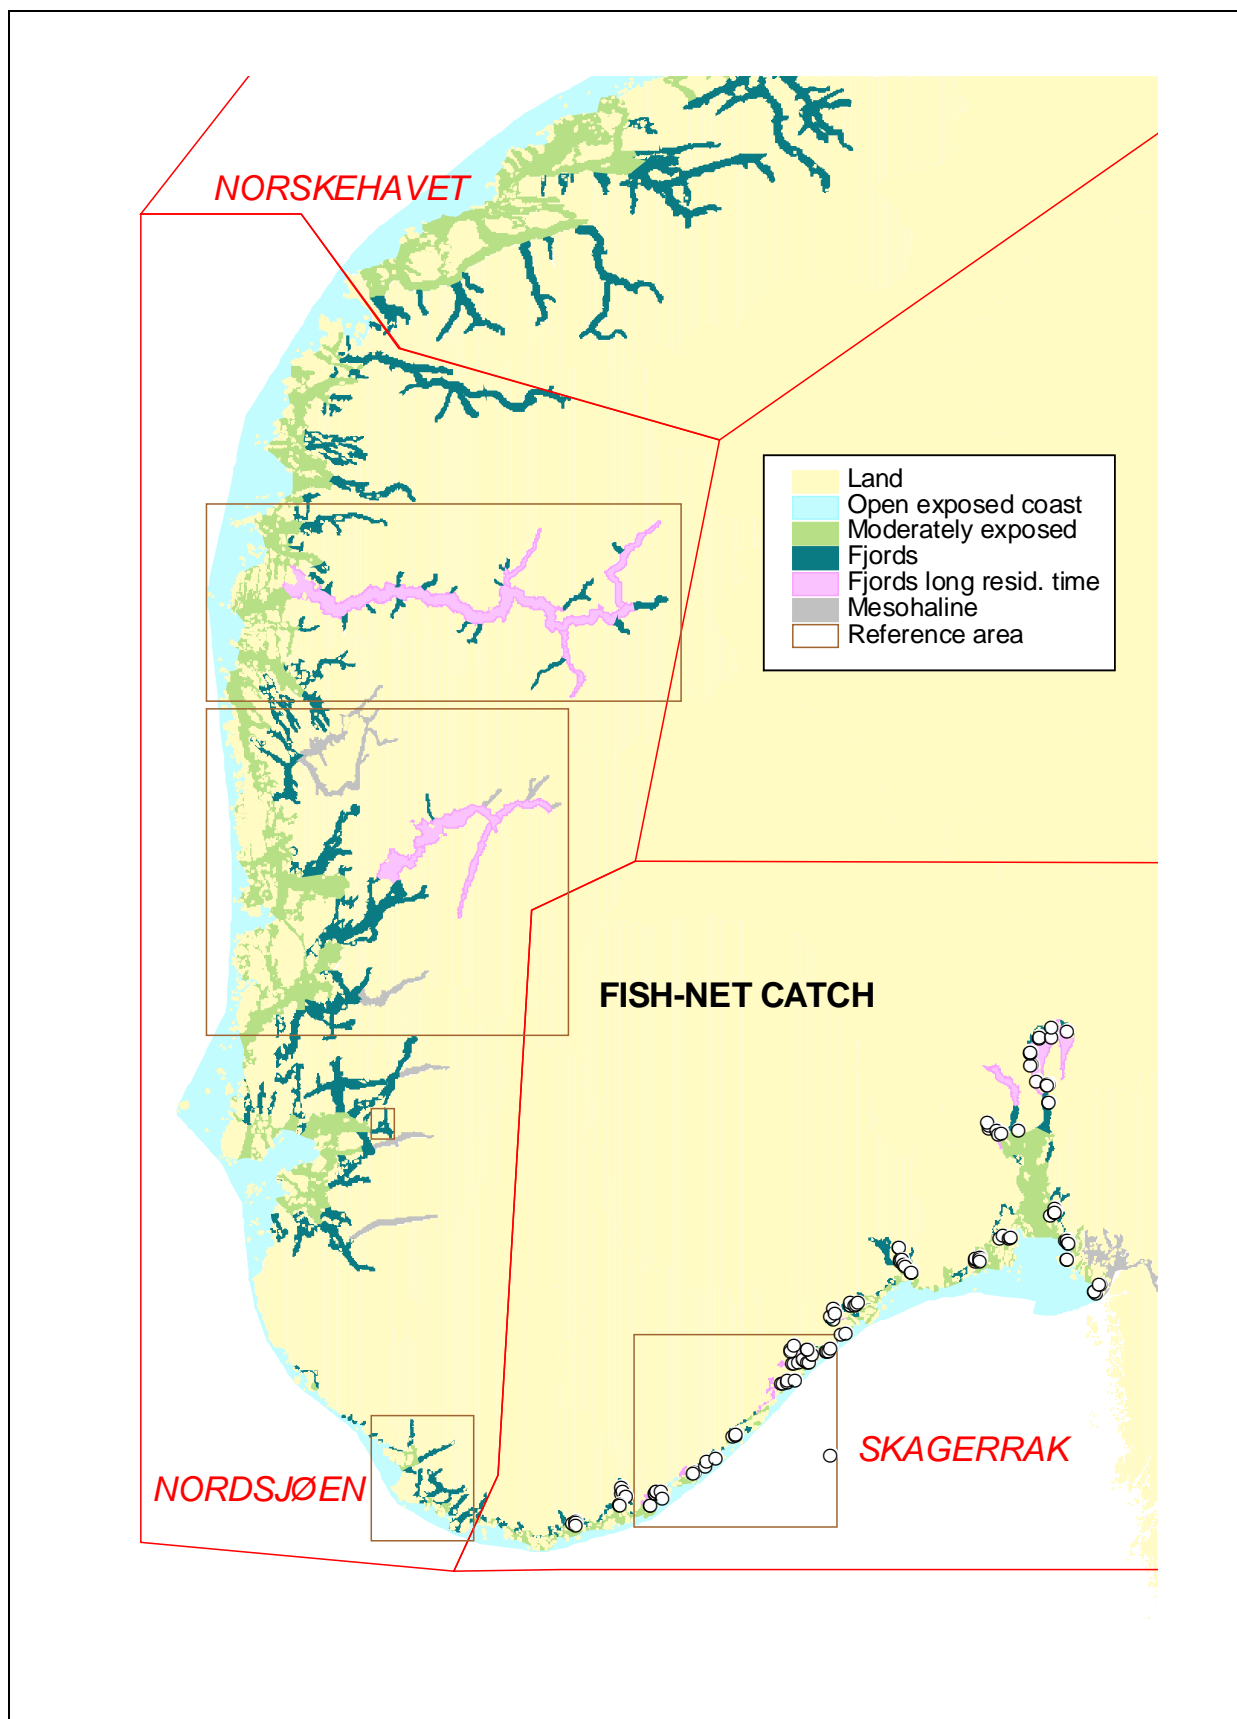 NORSKEHAVET
Land
Open exposed coast
Moderately exposed
Fjords
Fjords long resid. time
Mesohaline
Reference area
FISH-NET CATCH
SKAGERRAK
NORDSJØEN